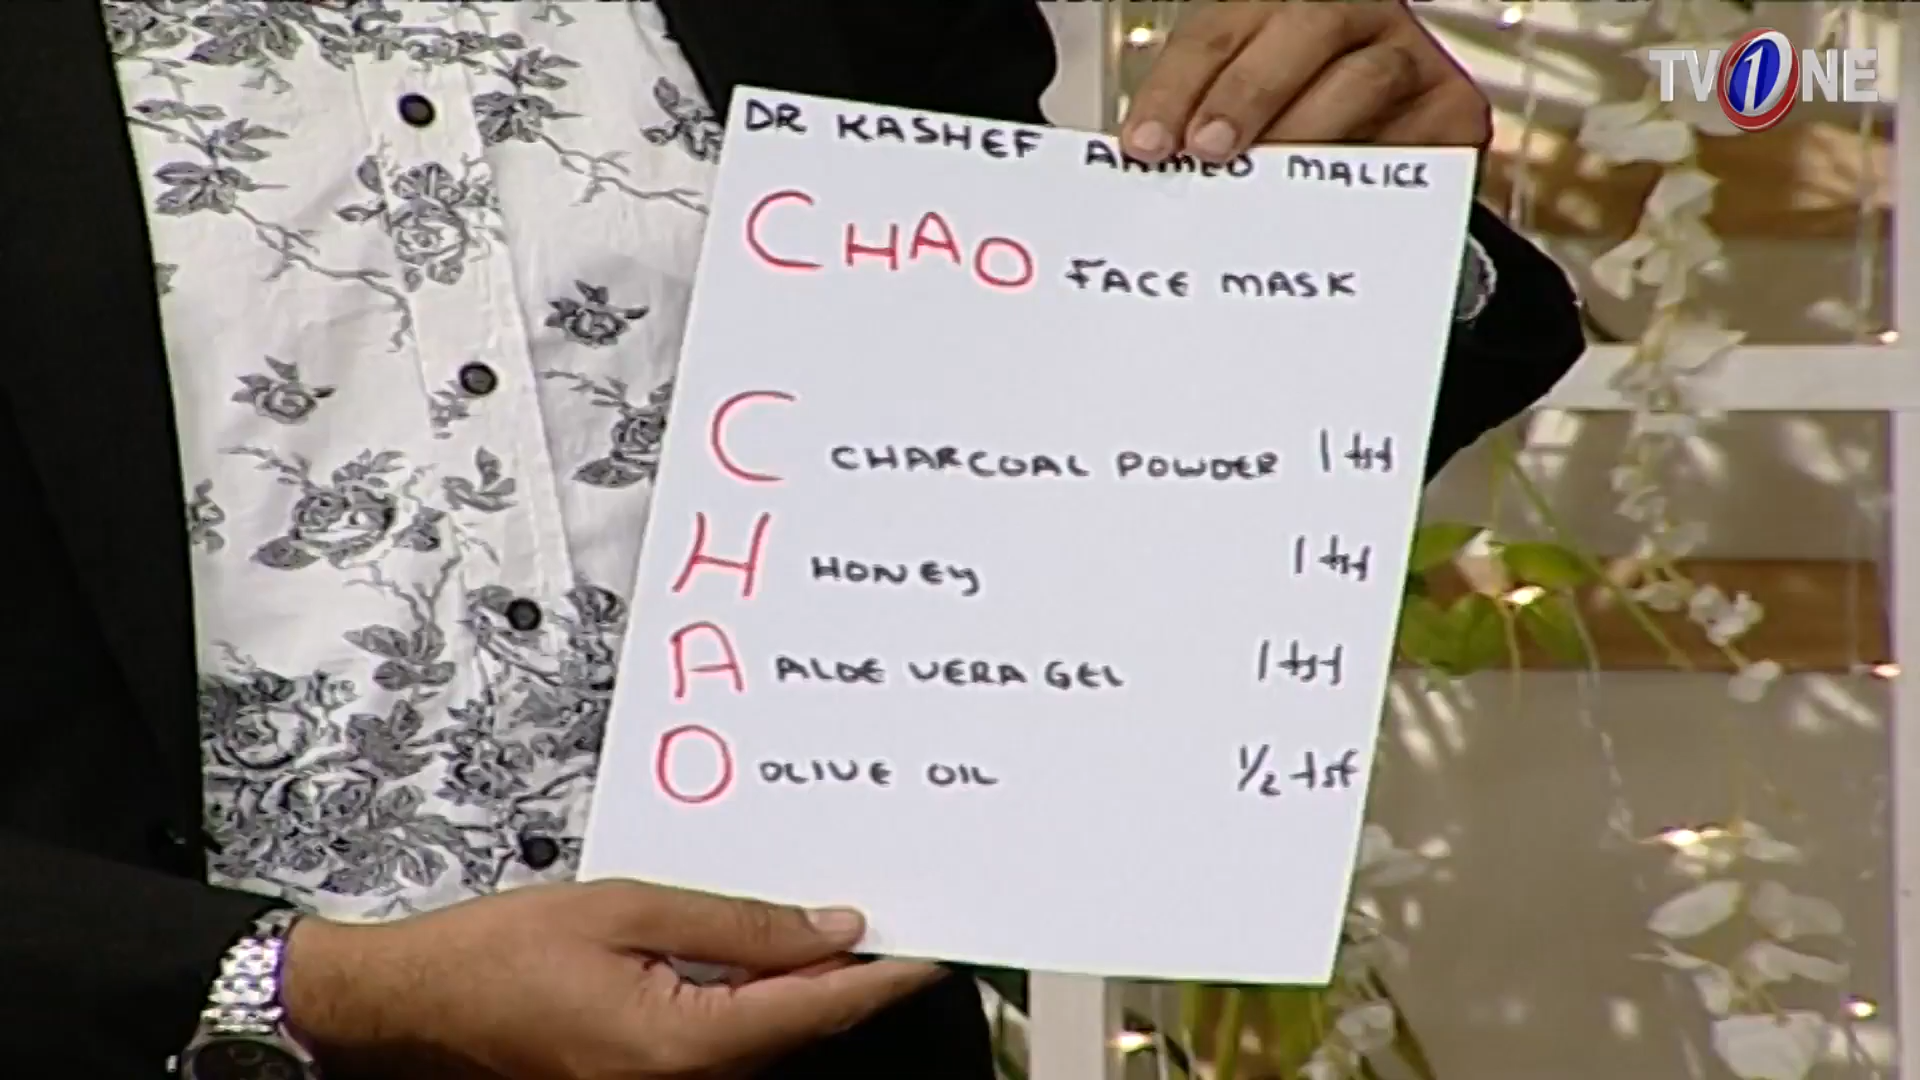 TV1NE
DR KASHEF AHMED MALICK
CHAO FACE MASK
C CHARCOAL POWDER 1 tsf
H HONEY 1 tsf
A ALOE VERA GEL 1 tsf
O OLIVE OIL 1/2 tsf